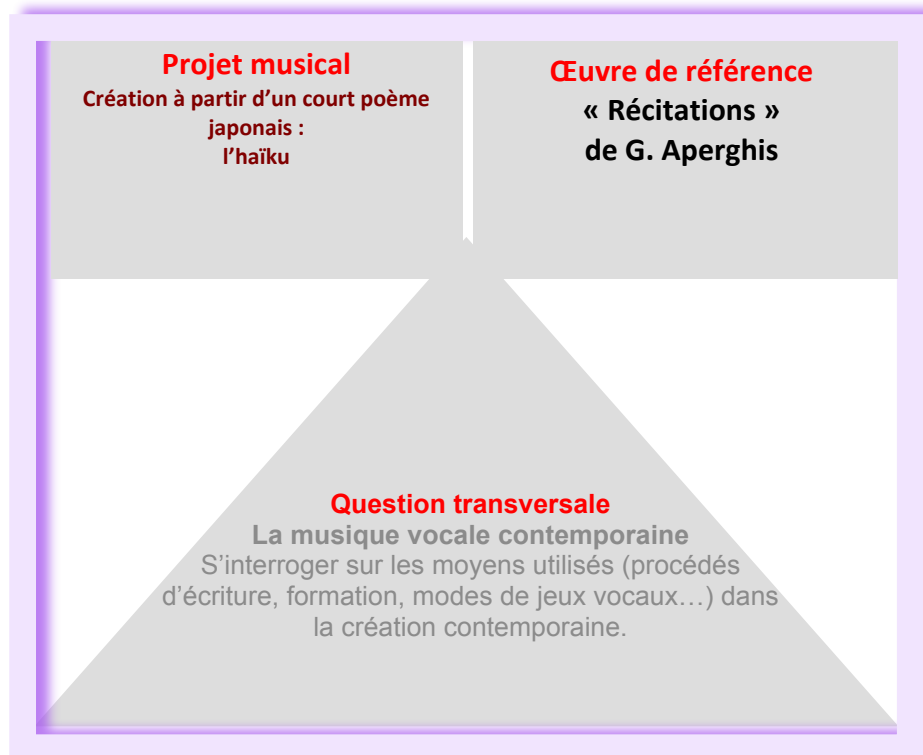 Projet musical
Création à partir d’un court poème
japonais :
l’haïku
Œuvre de référence
« Récitations »
de G. Aperghis
Question transversale
La musique vocale contemporaine
S’interroger sur les moyens utilisés (procédés
d’écriture, formation, modes de jeux vocaux…) dans
la création contemporaine.